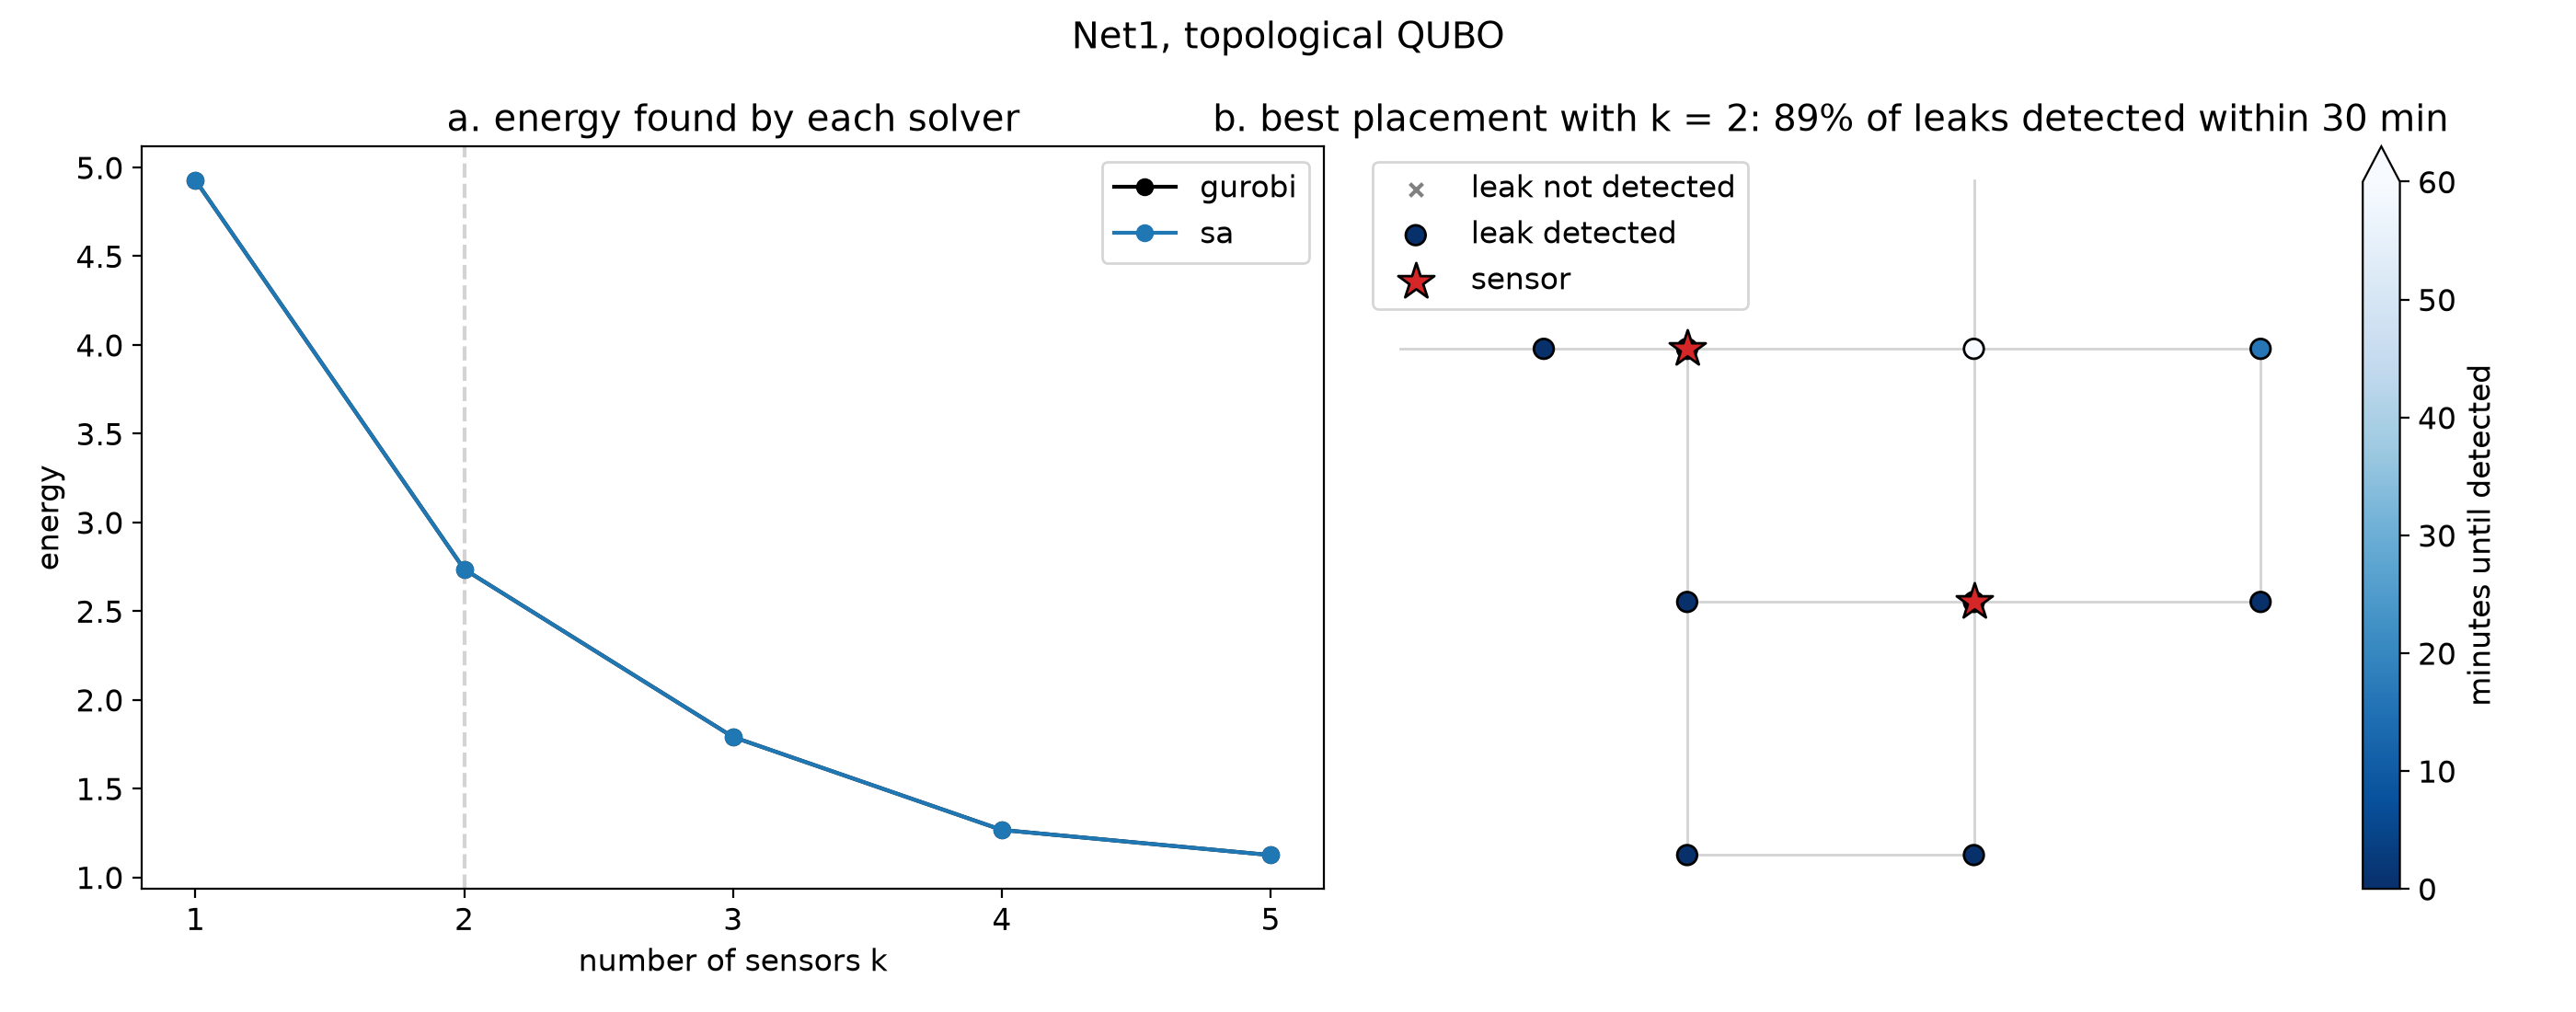 Net1, topological QUBO
a. energy found by each solver
b. best placement with k = 2: 89% of leaks detected within 30 min
5.0
4.5
4.0
3.5
3.0
2.5
2.0
1.5
1.0
energy
1
2
3
4
5
number of sensors k
gurobi
sa
leak not detected
leak detected
sensor
60
50
40
30
20
10
0
minutes until detected